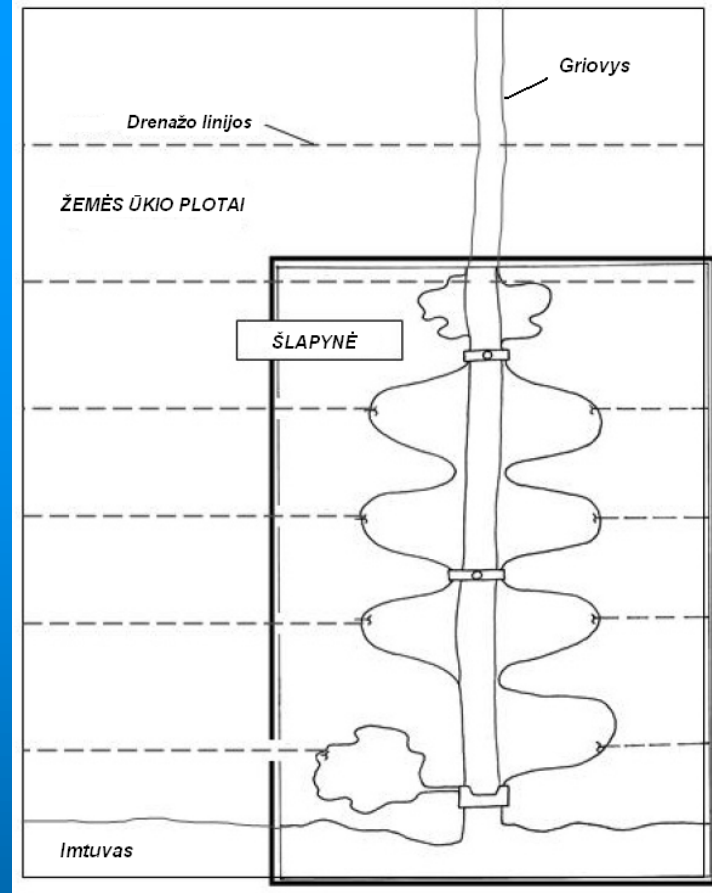 Griovys
Drenažo linijos
ŽEMĖS ŪKIO PLOTAI
ŠLAPYNĖ
Imtuvas